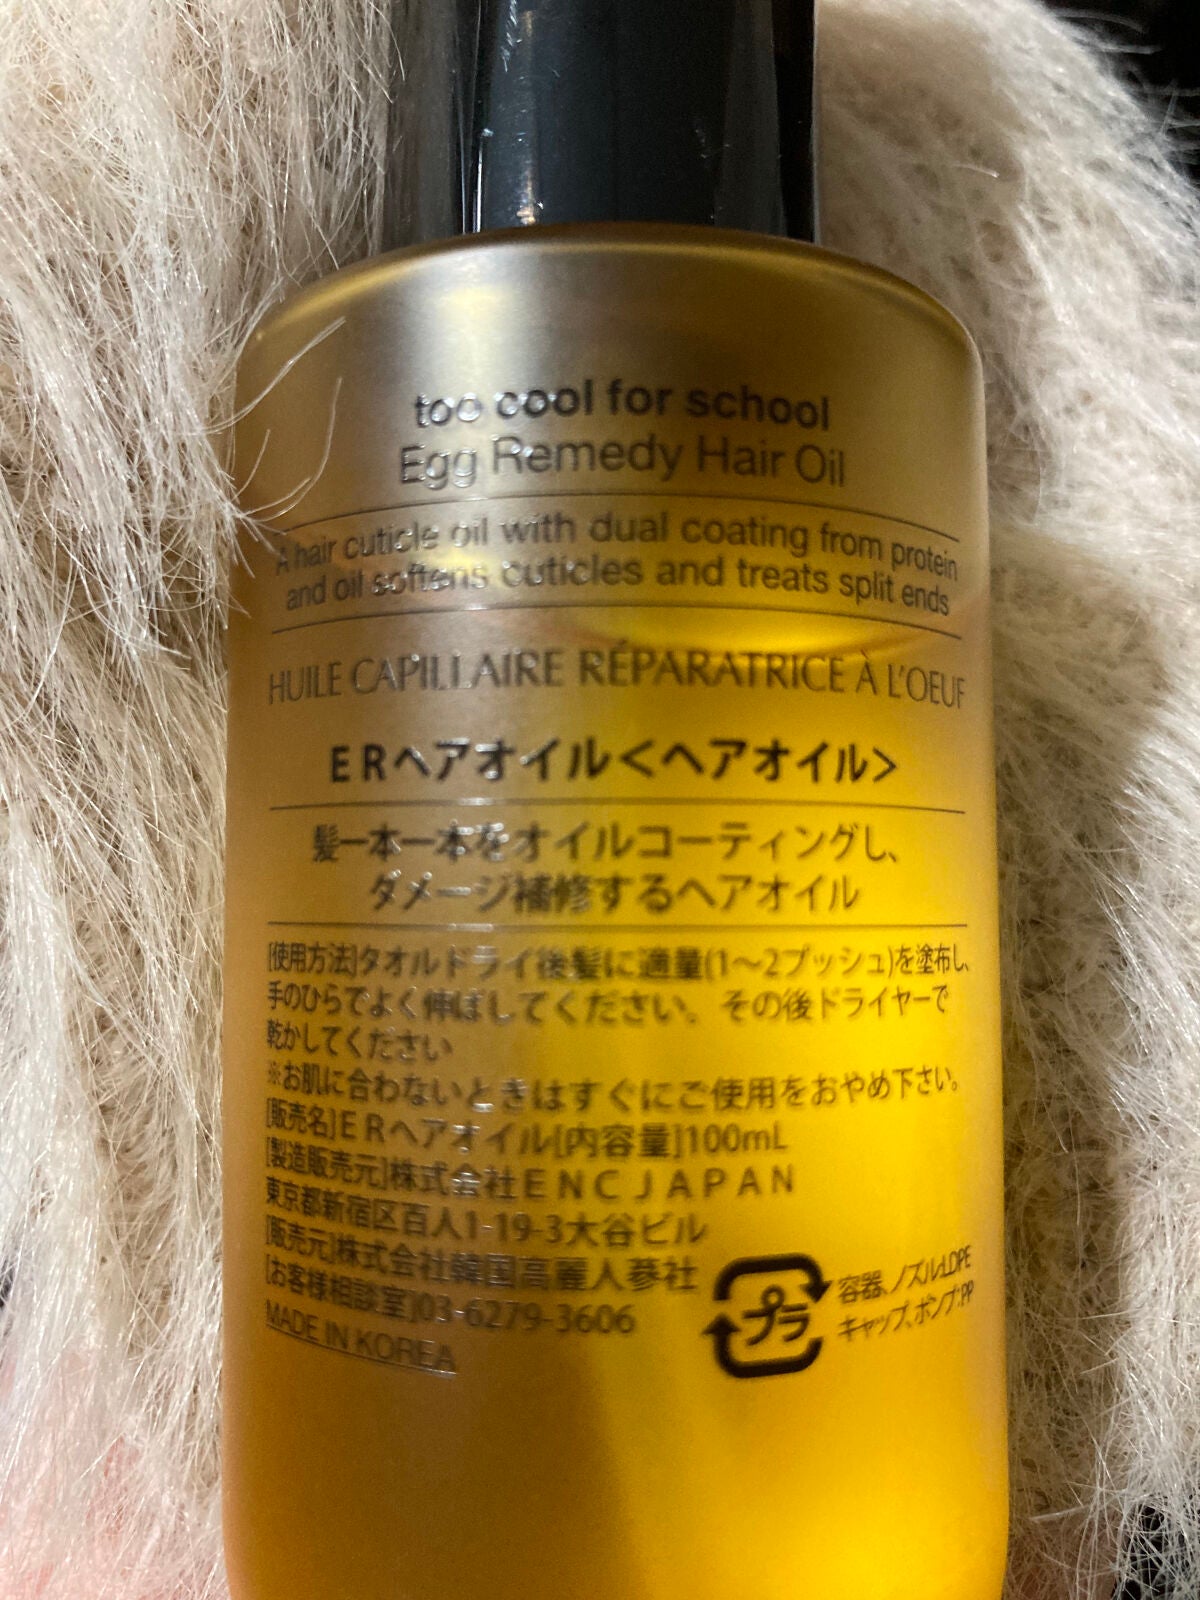 too cool for school
Egg Remedy Hair Oil
A hair cuticle oil with dual coating from protein
and oil softens cuticles and treats split ends
HUILE CAPILLAIRE RÉPARATRICE À L'OEUF
ERヘアオイル<ヘアオイル>
髪一本一本をオイルコーティングし、
ダメージ補修するヘアオイル
[使用方法]タオルドライ後髪に適量(1〜2プッシュ)を塗布し、
手のひらでよく伸ばしてください。その後ドライヤーで
乾かしてください
※お肌に合わないときはすぐにご使用をおやめ下さい。
[販売名]ERヘアオイル[内容量]100mL
[製造販売元]株式会社ENC JAPAN
東京都新宿区百人1-19-3大谷ビル
[販売元]株式会社韓国高麗人参社
[お客様相談室]03-6279-3606
MADE IN KOREA
プラ
容器、ノズル:LDPE
キャップ、ポンプ:PP